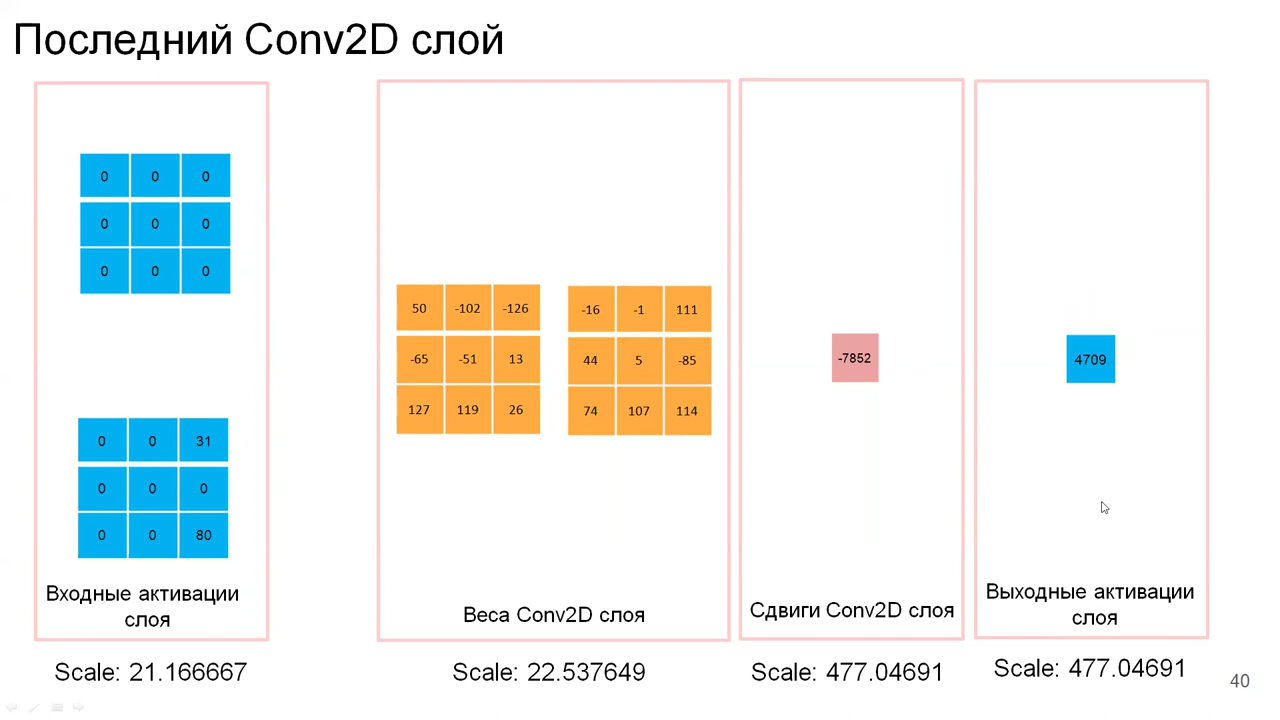 Последний Conv2D слой
0 0 0
0 0 0
0 0 0
0 0 31
0 0 0
0 0 80
Входные активации
слоя
Scale: 21.166667
50 -102 -126
-65 -51 13
127 119 26
-16 -1 111
44 5 -85
74 107 114
Веса Conv2D слоя
Scale: 22.537649
-7852
Сдвиги Conv2D слоя
Scale: 477.04691
4709
Выходные активации
слоя
Scale: 477.04691
40